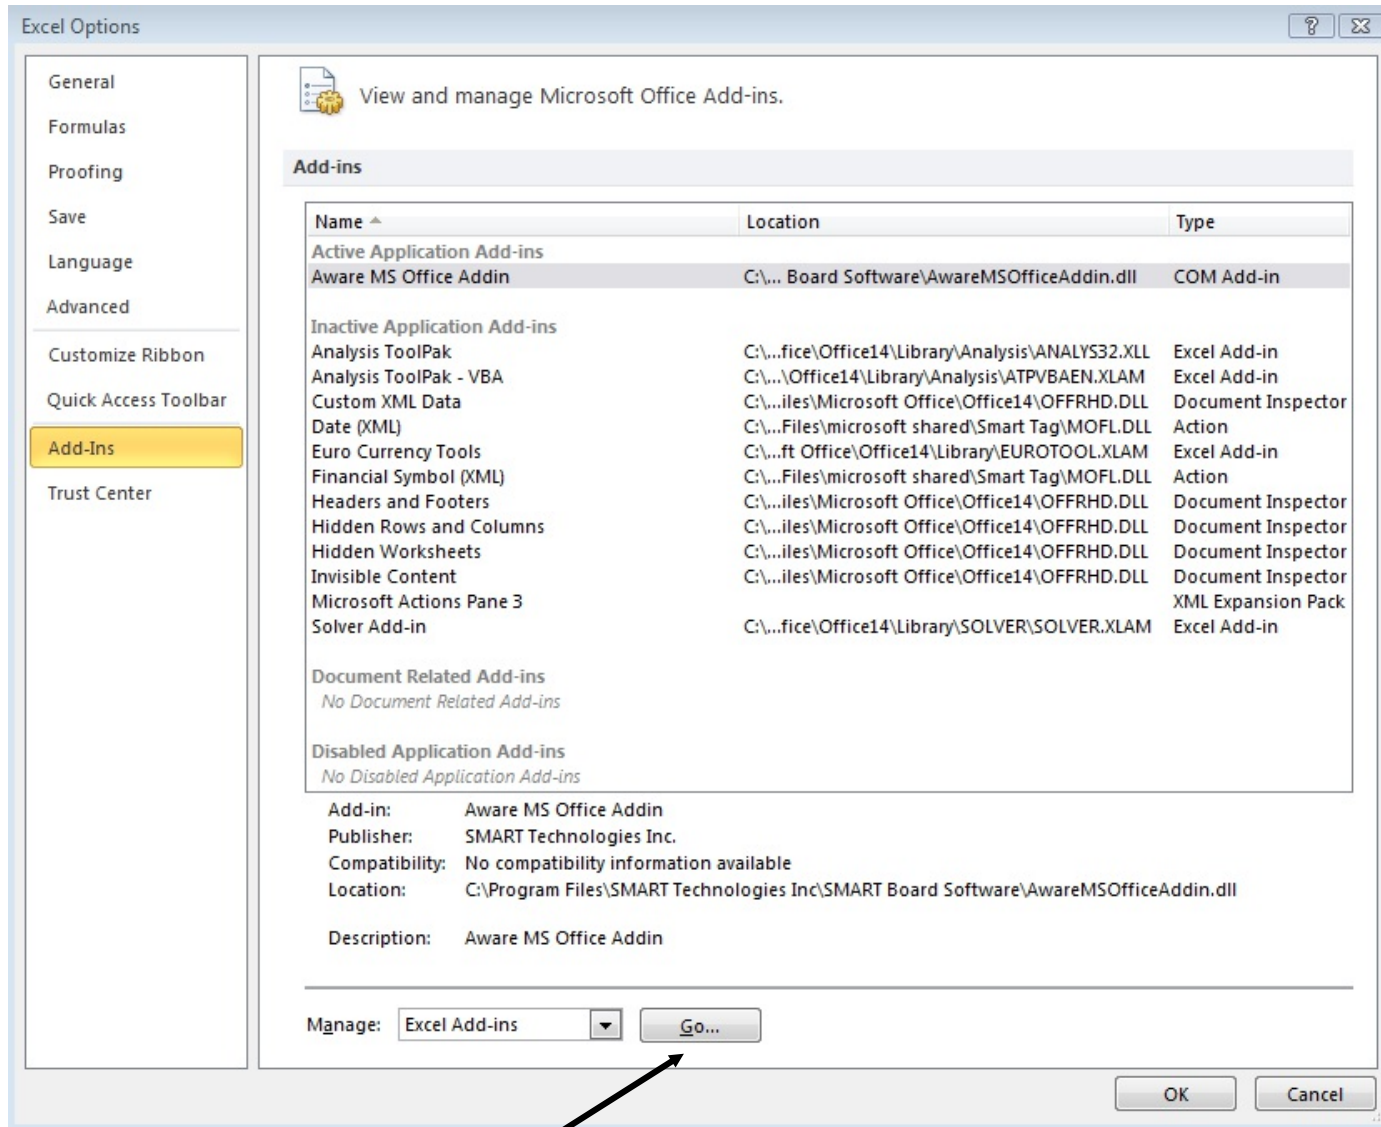 Excel Options
General
Formulas
Proofing
Save
Language
Advanced
Customize Ribbon
Quick Access Toolbar
Add-Ins
Trust Center
View and manage Microsoft Office Add-ins.
Add-ins
Name Location Type
Active Application Add-ins
Aware MS Office Addin C:\... Board Software\AwareMSOfficeAddin.dll COM Add-in
Inactive Application Add-ins
Analysis ToolPak C:\...fice\Office14\Library\Analysis\ANALYS32.XLL Excel Add-in
Analysis ToolPak - VBA C:\...\Office14\Library\Analysis\ATPVBAEN.XLAM Excel Add-in
Custom XML Data C:\...iles\Microsoft Office\Office14\OFFRHD.DLL Document Inspector
Date (XML) C:\...Files\microsoft shared\Smart Tag\MOFL.DLL Action
Euro Currency Tools C:\...ft Office\Office14\Library\EUROTOOL.XLAM Excel Add-in
Financial Symbol (XML) C:\...Files\microsoft shared\Smart Tag\MOFL.DLL Action
Headers and Footers C:\...iles\Microsoft Office\Office14\OFFRHD.DLL Document Inspector
Hidden Rows and Columns C:\...iles\Microsoft Office\Office14\OFFRHD.DLL Document Inspector
Hidden Worksheets C:\...iles\Microsoft Office\Office14\OFFRHD.DLL Document Inspector
Invisible Content C:\...iles\Microsoft Office\Office14\OFFRHD.DLL Document Inspector
Microsoft Actions Pane 3 XML Expansion Pack
Solver Add-in C:\...fice\Office14\Library\SOLVER\SOLVER.XLAM Excel Add-in
Document Related Add-ins
No Document Related Add-ins
Disabled Application Add-ins
No Disabled Application Add-ins
Add-in: Aware MS Office Addin
Publisher: SMART Technologies Inc.
Compatibility: No compatibility information available
Location: C:\Program Files\SMART Technologies Inc\SMART Board Software\AwareMSOfficeAddin.dll
Description: Aware MS Office Addin
Manage: Excel Add-ins Go...
OK Cancel